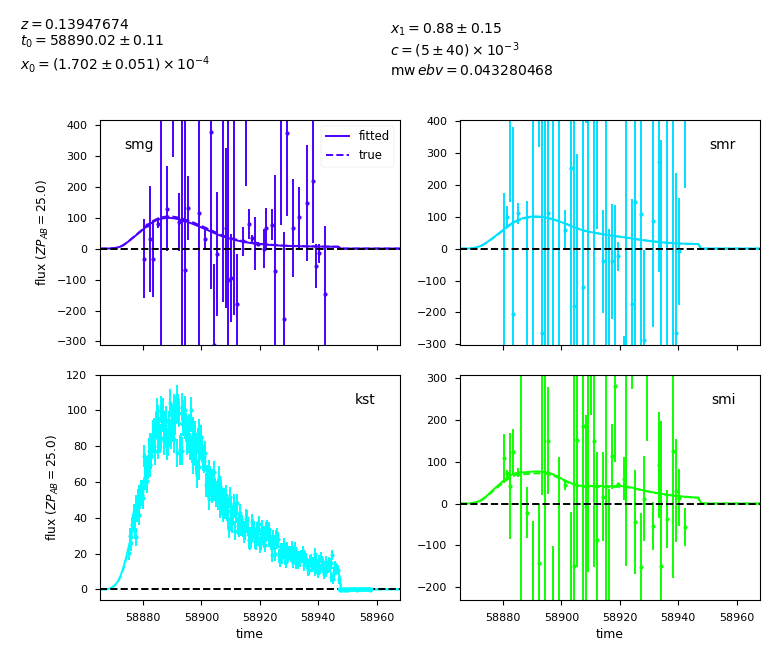 z = 0.13947674
t₀ = 58890.02 ± 0.11
x₀ = (1.702 ± 0.051) × 10⁻⁴
x₁ = 0.88 ± 0.15
c = (5 ± 40) × 10⁻³
mw ebv = 0.043280468
smg
fitted
true
flux (ZP_AB = 25.0)
400
300
200
100
0
−100
−200
−300
smr
400
300
200
100
0
−100
−200
−300
kst
flux (ZP_AB = 25.0)
120
100
80
60
40
20
0
58880 58900 58920 58940 58960
time
smi
300
200
100
0
−100
−200
58880 58900 58920 58940 58960
time